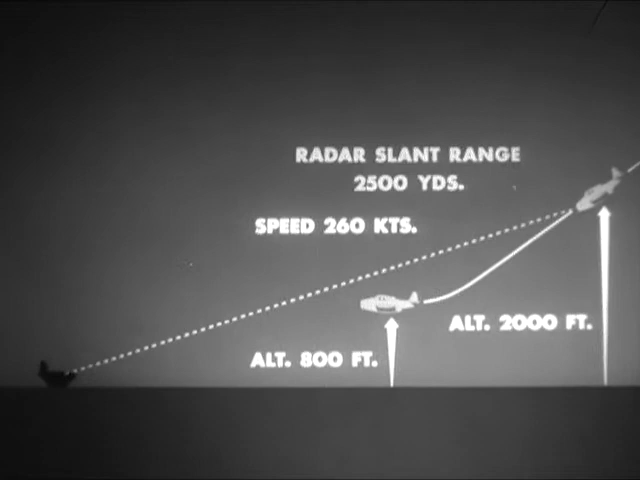 RADAR SLANT RANGE
2500 YDS.
SPEED 260 KTS.
ALT. 2000 FT.
ALT. 800 FT.